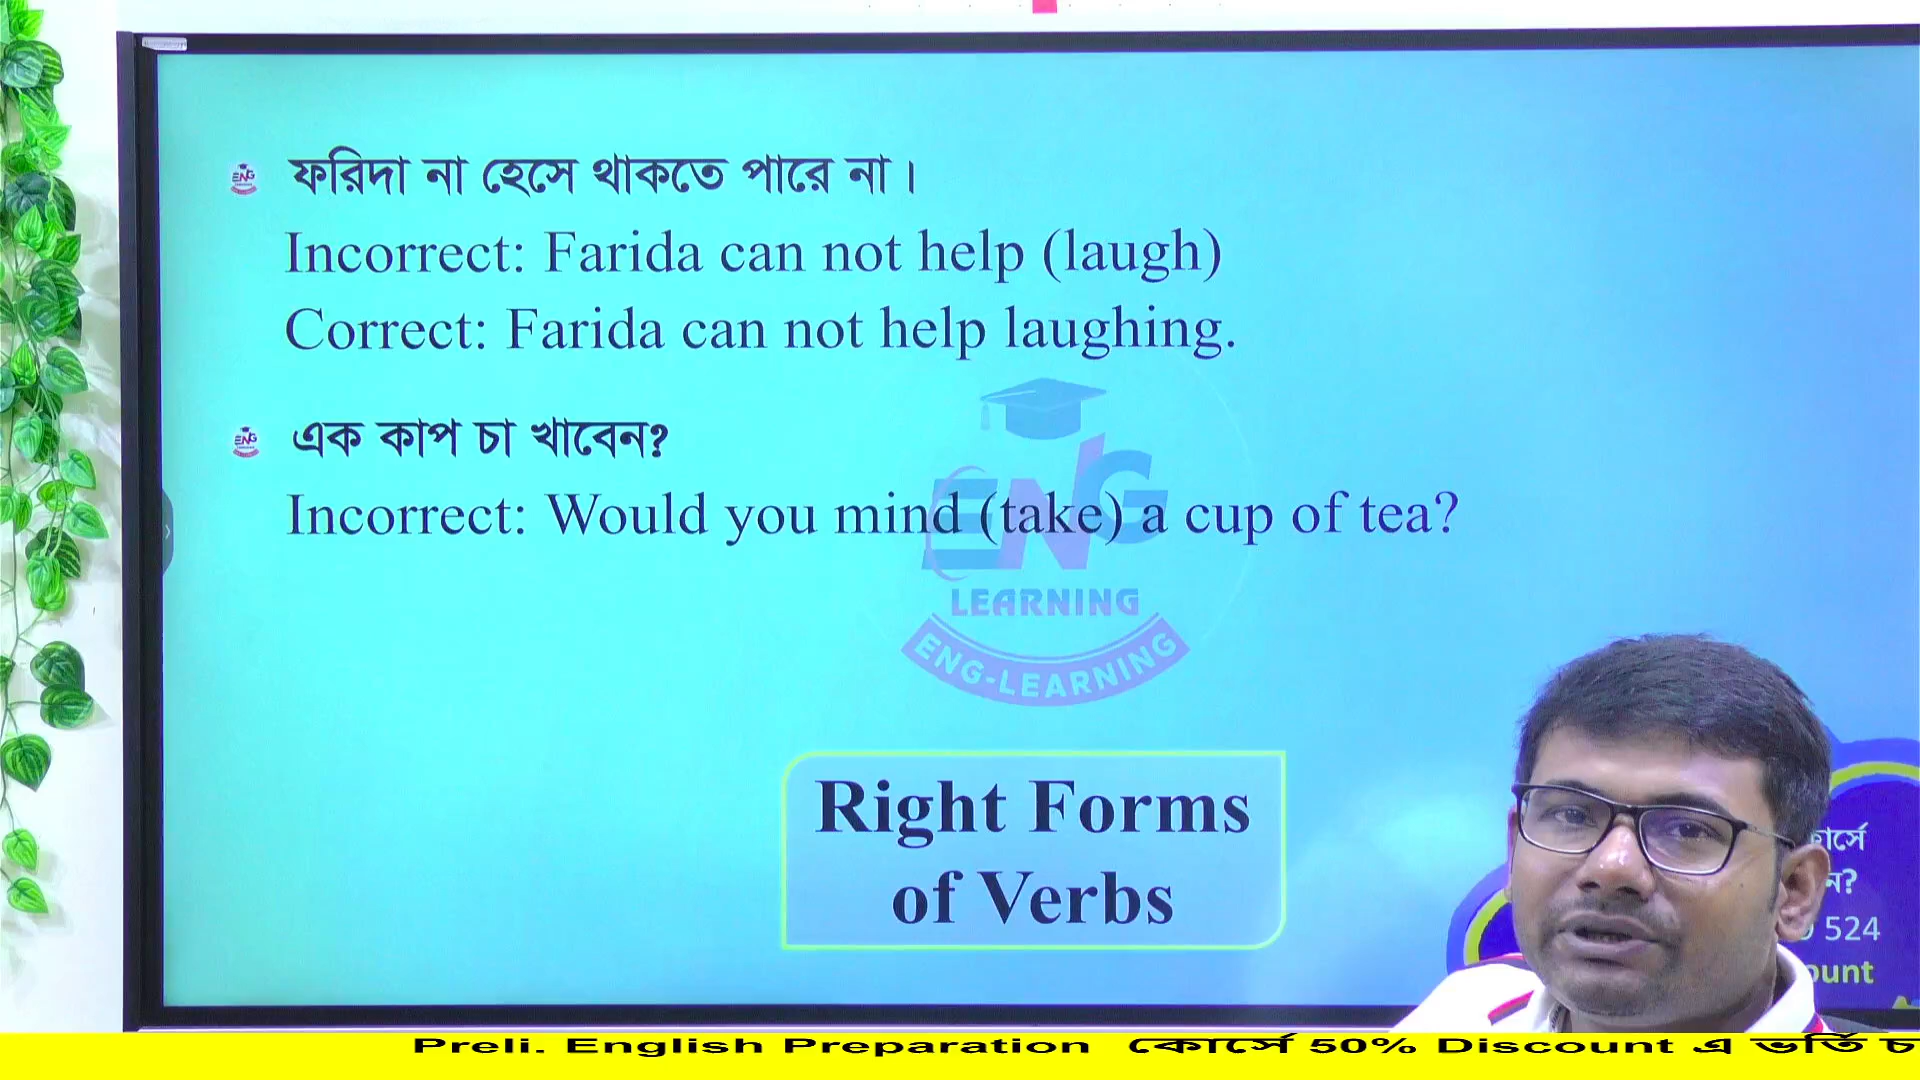 ফরিদা না হেসে থাকতে পারে না।
Incorrect: Farida can not help (laugh)
Correct: Farida can not help laughing.
এক কাপ চা খাবেন?
Incorrect: Would you mind (take) a cup of tea?
ENG
LEARNING
ENG-LEARNING
Right Forms
of Verbs
524
Preli. English Preparation কোর্সে 50% Discount এ ভর্তি